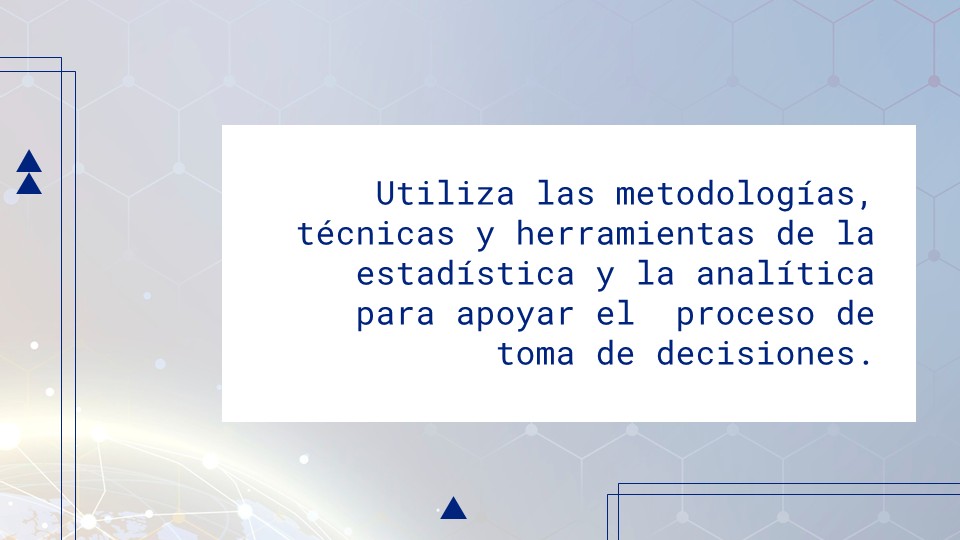 Utiliza las metodologías,
técnicas y herramientas de la
estadística y la analítica
para apoyar el  proceso de
toma de decisiones.